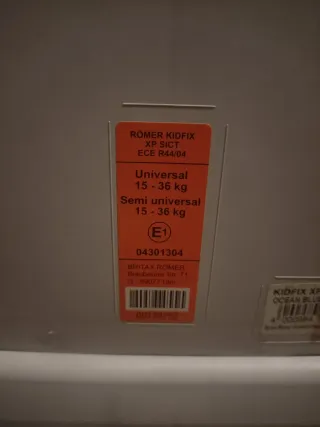 RÖMER KIDFIX
XP SICT
ECE R44/04
Universal
15 - 36 kg
Semi universal
15 - 36 kg
E1
04301304
BRITAX RÖMER
KIDFIX XP
OCEAN BLU